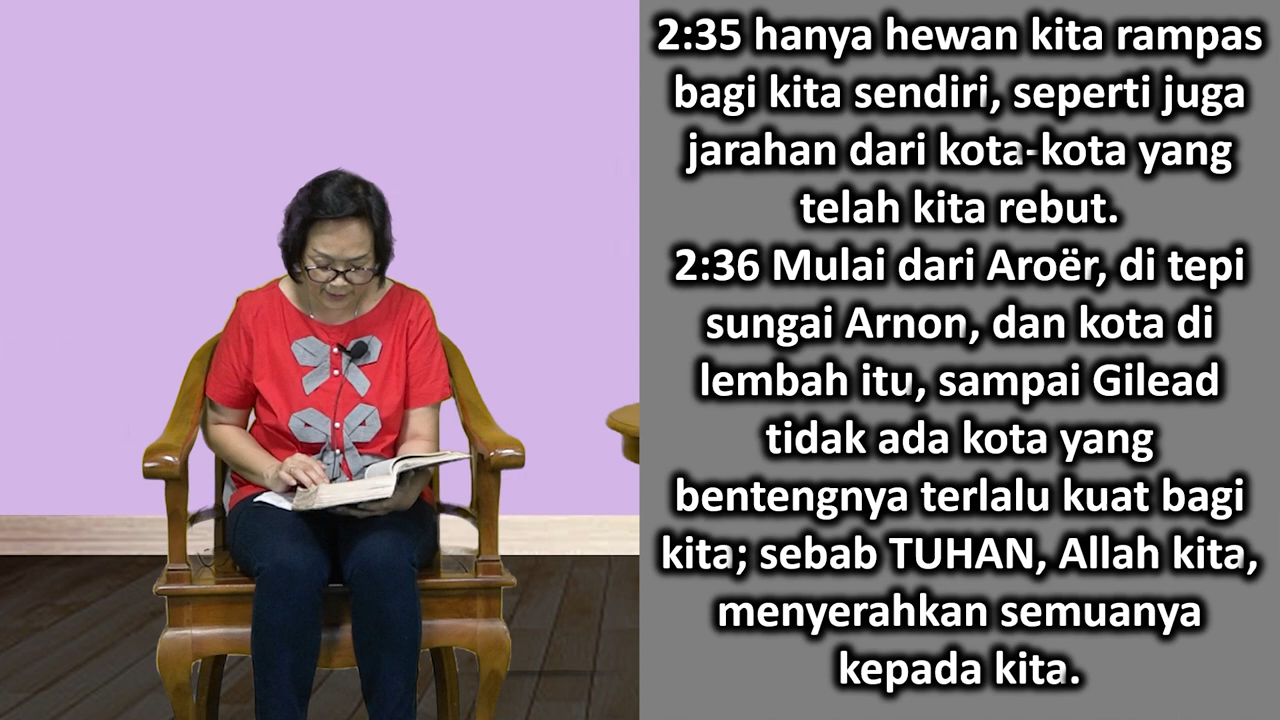 2:35 hanya hewan kita rampas
bagi kita sendiri, seperti juga
jarahan dari kota-kota yang
telah kita rebut.
2:36 Mulai dari Aroër, di tepi
sungai Arnon, dan kota di
lembah itu, sampai Gilead
tidak ada kota yang
bentengnya terlalu kuat bagi
kita; sebab TUHAN, Allah kita,
menyerahkan semuanya
kepada kita.